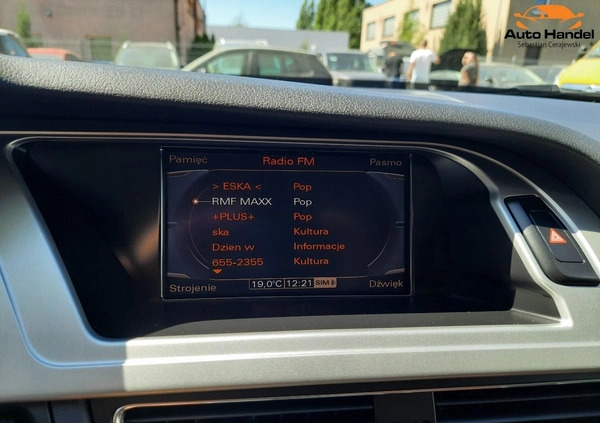 Auto Handel
Sebastian Cerajewski
Pamięć Radio FM Pasmo
> ESKA < Pop
RMF MAXX Pop
+PLUS+ Pop
ska Kultura
Dzien w Informacje
655-2355 Kultura
Strojenie 19,0°C 12:21 SIM Dźwięk